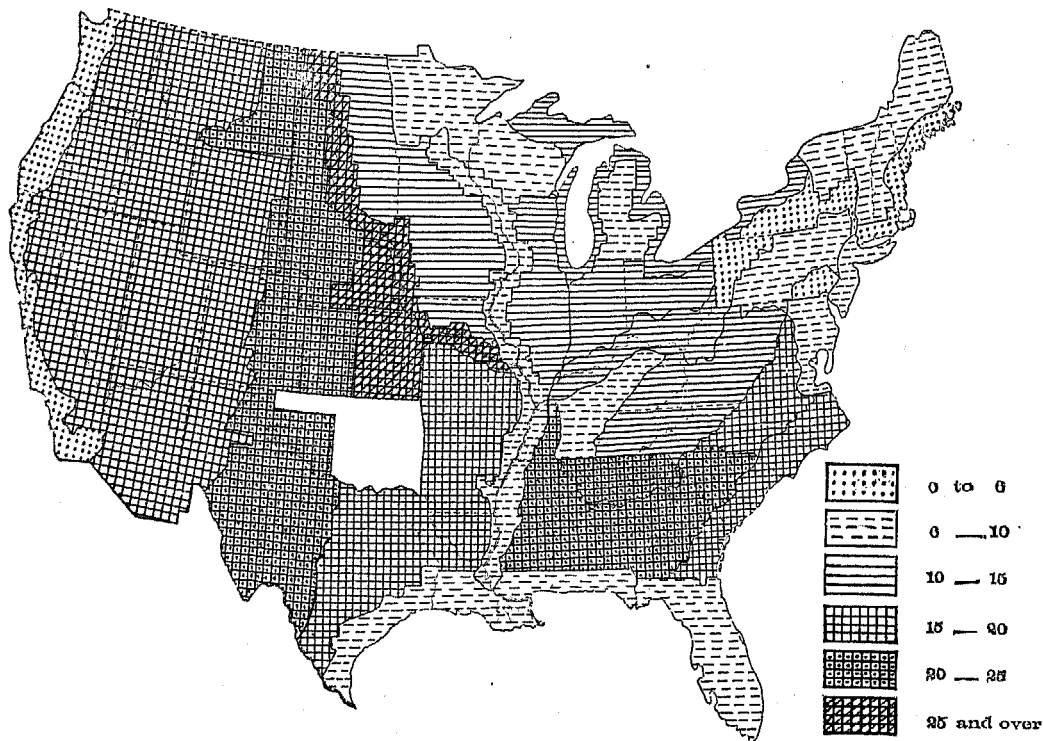 0 to 6
6 — 10
10 — 15
15 — 20
20 — 25
25 and over